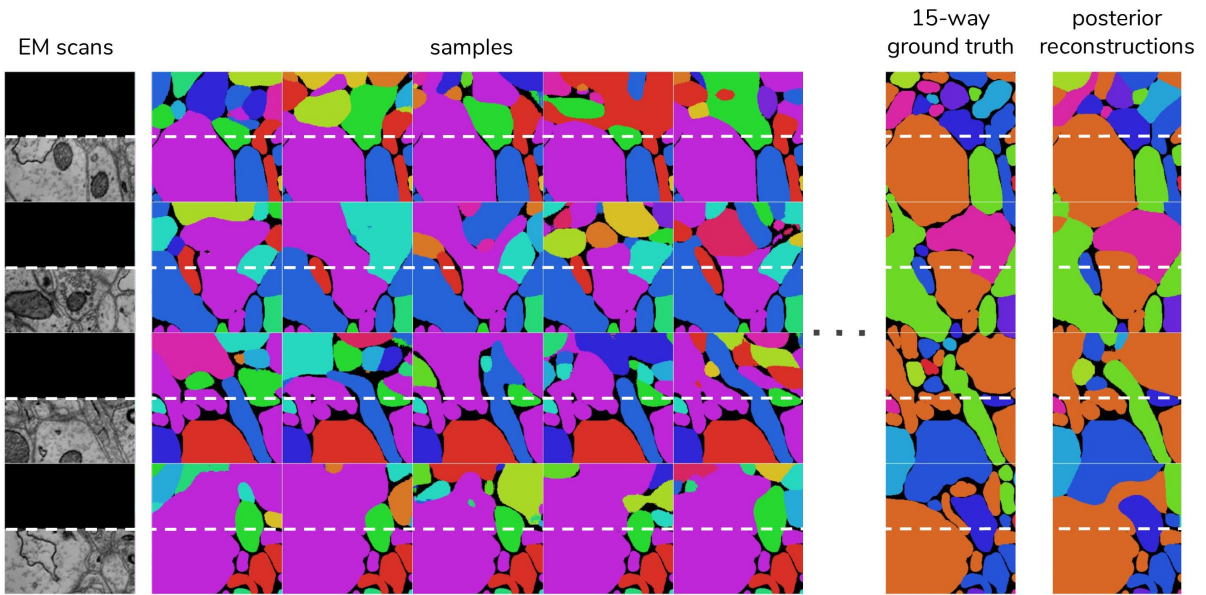 EM scans
samples
15-way
ground truth
posterior
reconstructions